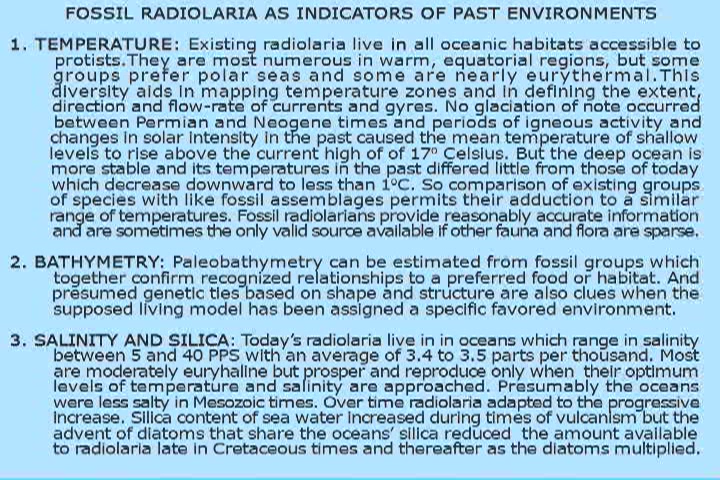 FOSSIL RADIOLARIA AS INDICATORS OF PAST ENVIRONMENTS
1. TEMPERATURE: Existing radiolaria live in all oceanic habitats accessible to
protists.They are most numerous in warm, equatorial regions, but some
groups prefer polar seas and some are nearly eurythermal.This
diversity aids in mapping temperature zones and in defining the extent,
direction and flow-rate of currents and gyres. No glaciation of note occurred
between Permian and Neogene times and periods of igneous activity and
changes in solar intensity in the past caused the mean temperature of shallow
levels to rise above the current high of of 17º Celsius. But the deep ocean is
more stable and its temperatures in the past differed little from those of today
which decrease downward to less than 1ºC. So comparison of existing groups
of species with like fossil assemblages permits their adduction to a similar
range of temperatures. Fossil radiolarians provide reasonably accurate information
and are sometimes the only valid source available if other fauna and flora are sparse.
2. BATHYMETRY: Paleobathymetry can be estimated from fossil groups which
together confirm recognized relationships to a preferred food or habitat. And
presumed genetic ties based on shape and structure are also clues when the
supposed living model has been assigned a specific favored environment.
3. SALINITY AND SILICA: Today's radiolaria live in in oceans which range in salinity
between 5 and 40 PPS with an average of 3.4 to 3.5 parts per thousand. Most
are moderately euryhaline but prosper and reproduce only when their optimum
levels of temperature and salinity are approached. Presumably the oceans
were less salty in Mesozoic times. Over time radiolaria adapted to the progressive
increase. Silica content of sea water increased during times of vulcanism but the
advent of diatoms that share the oceans' silica reduced the amount available
to radiolaria late in Cretaceous times and thereafter as the diatoms multiplied.